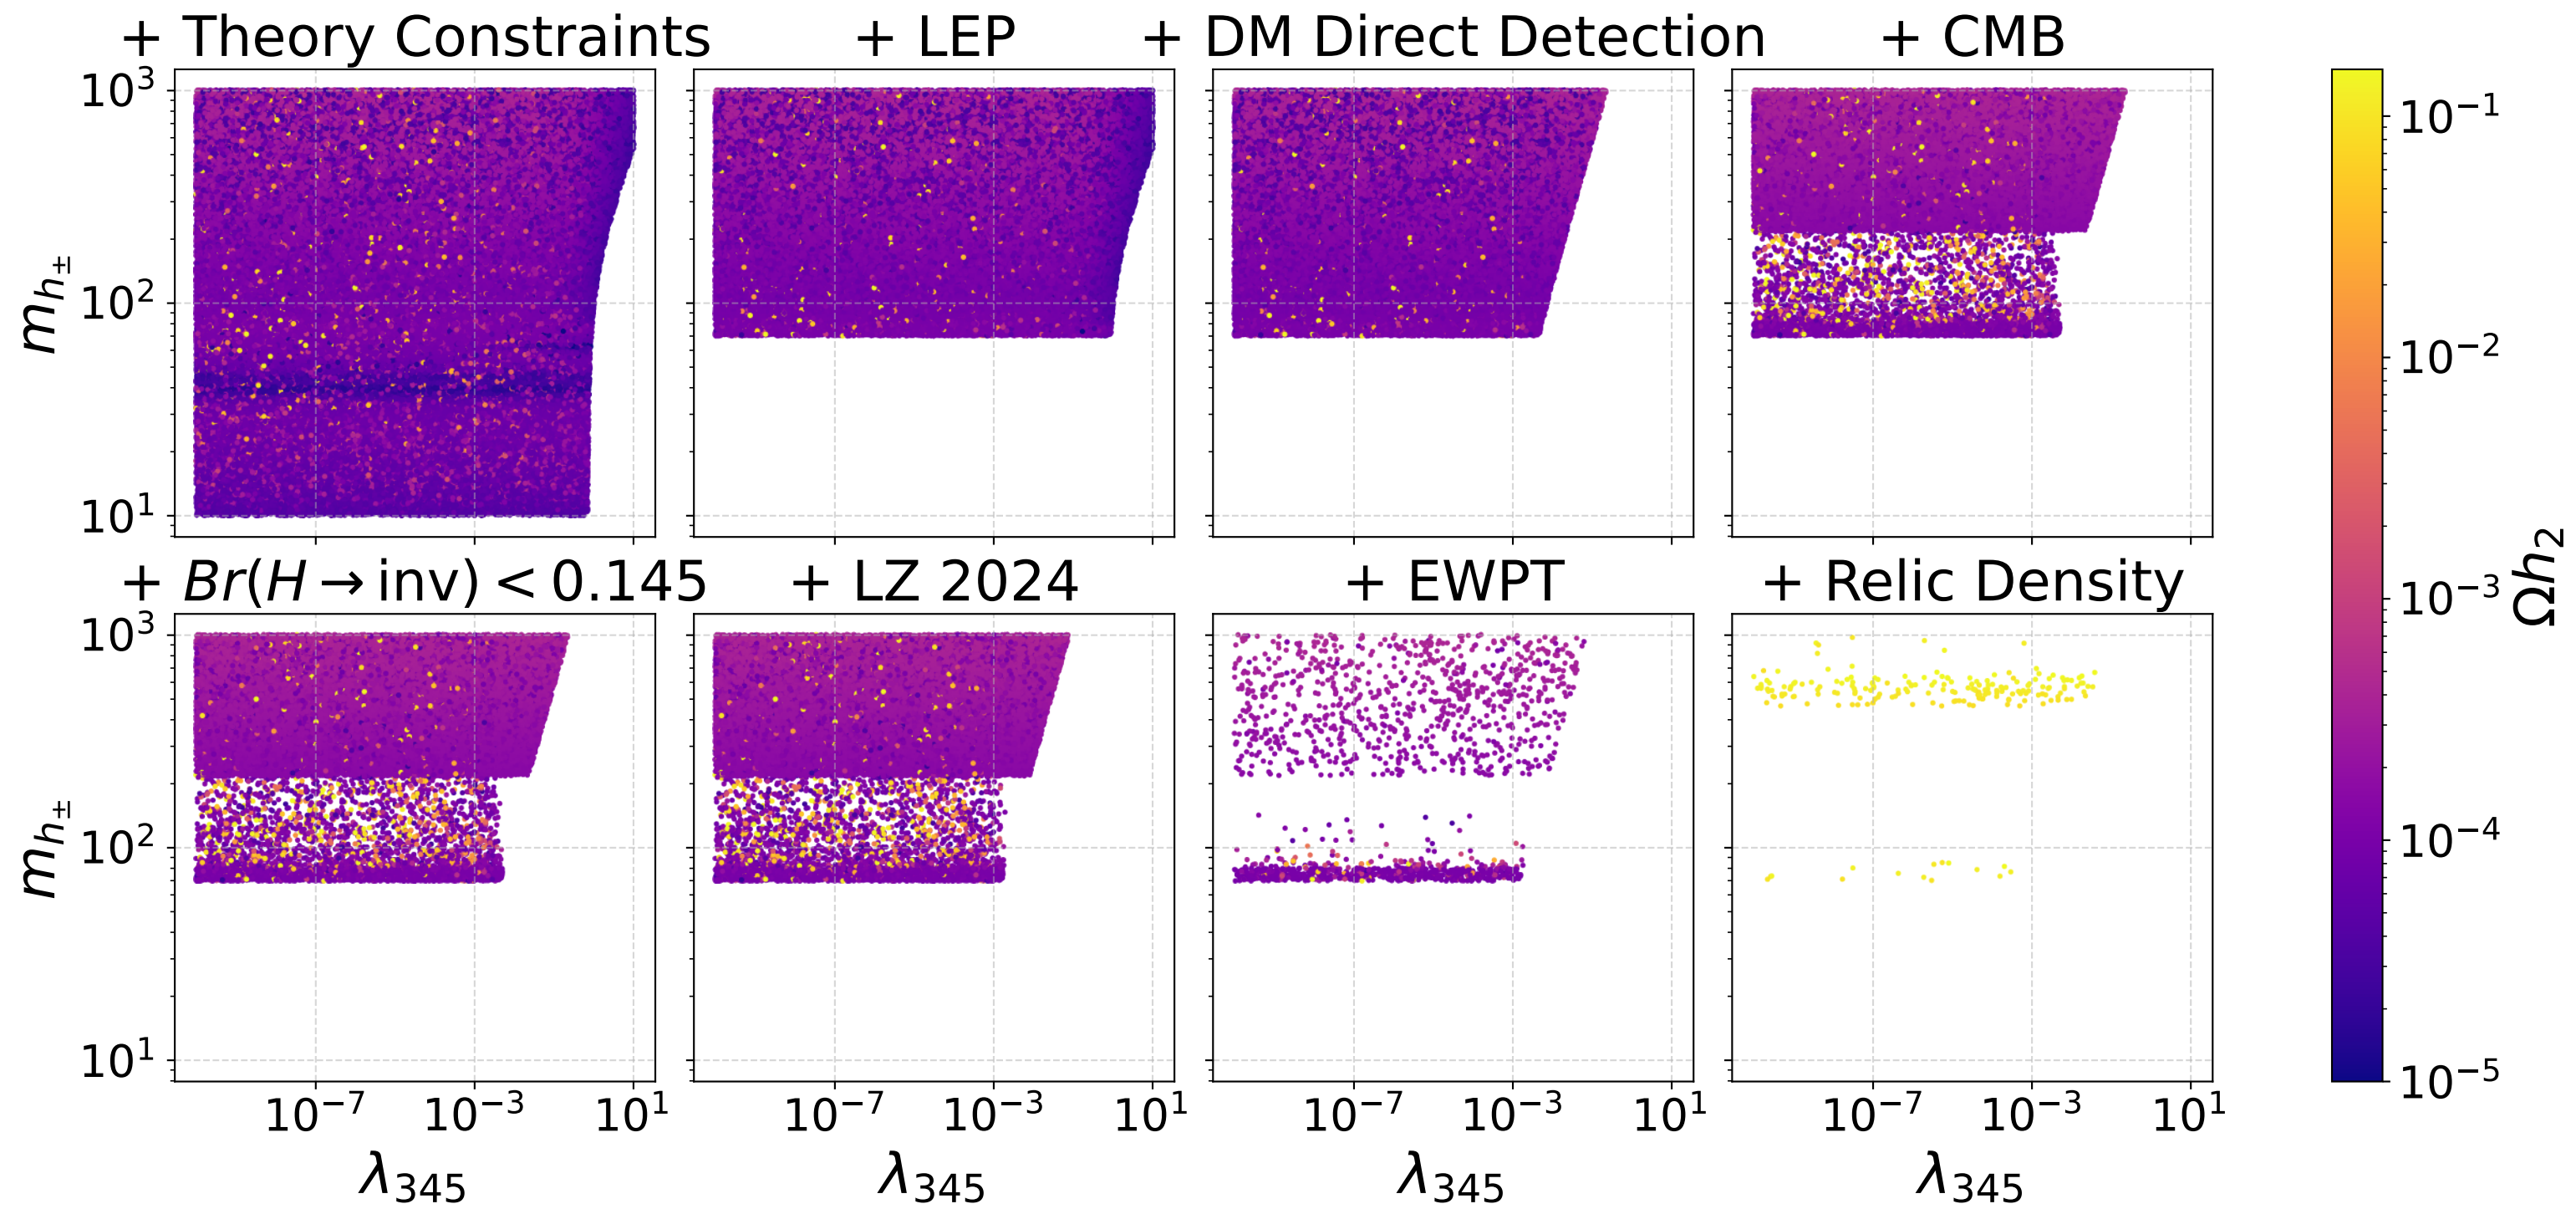 + Theory Constraints
+ LEP
+ DM Direct Detection
+ CMB
10³
10²
10¹
m_{h_±}
+ Br(H → inv) < 0.145
+ LZ 2024
+ EWPT
+ Relic Density
10³
10²
10¹
m_{h_±}
10⁻⁷ 10⁻³ 10¹
10⁻⁷ 10⁻³ 10¹
10⁻⁷ 10⁻³ 10¹
10⁻⁷ 10⁻³ 10¹
λ₃₄₅
λ₃₄₅
λ₃₄₅
λ₃₄₅
10⁻¹
10⁻²
10⁻³
10⁻⁴
10⁻⁵
Ωh₂